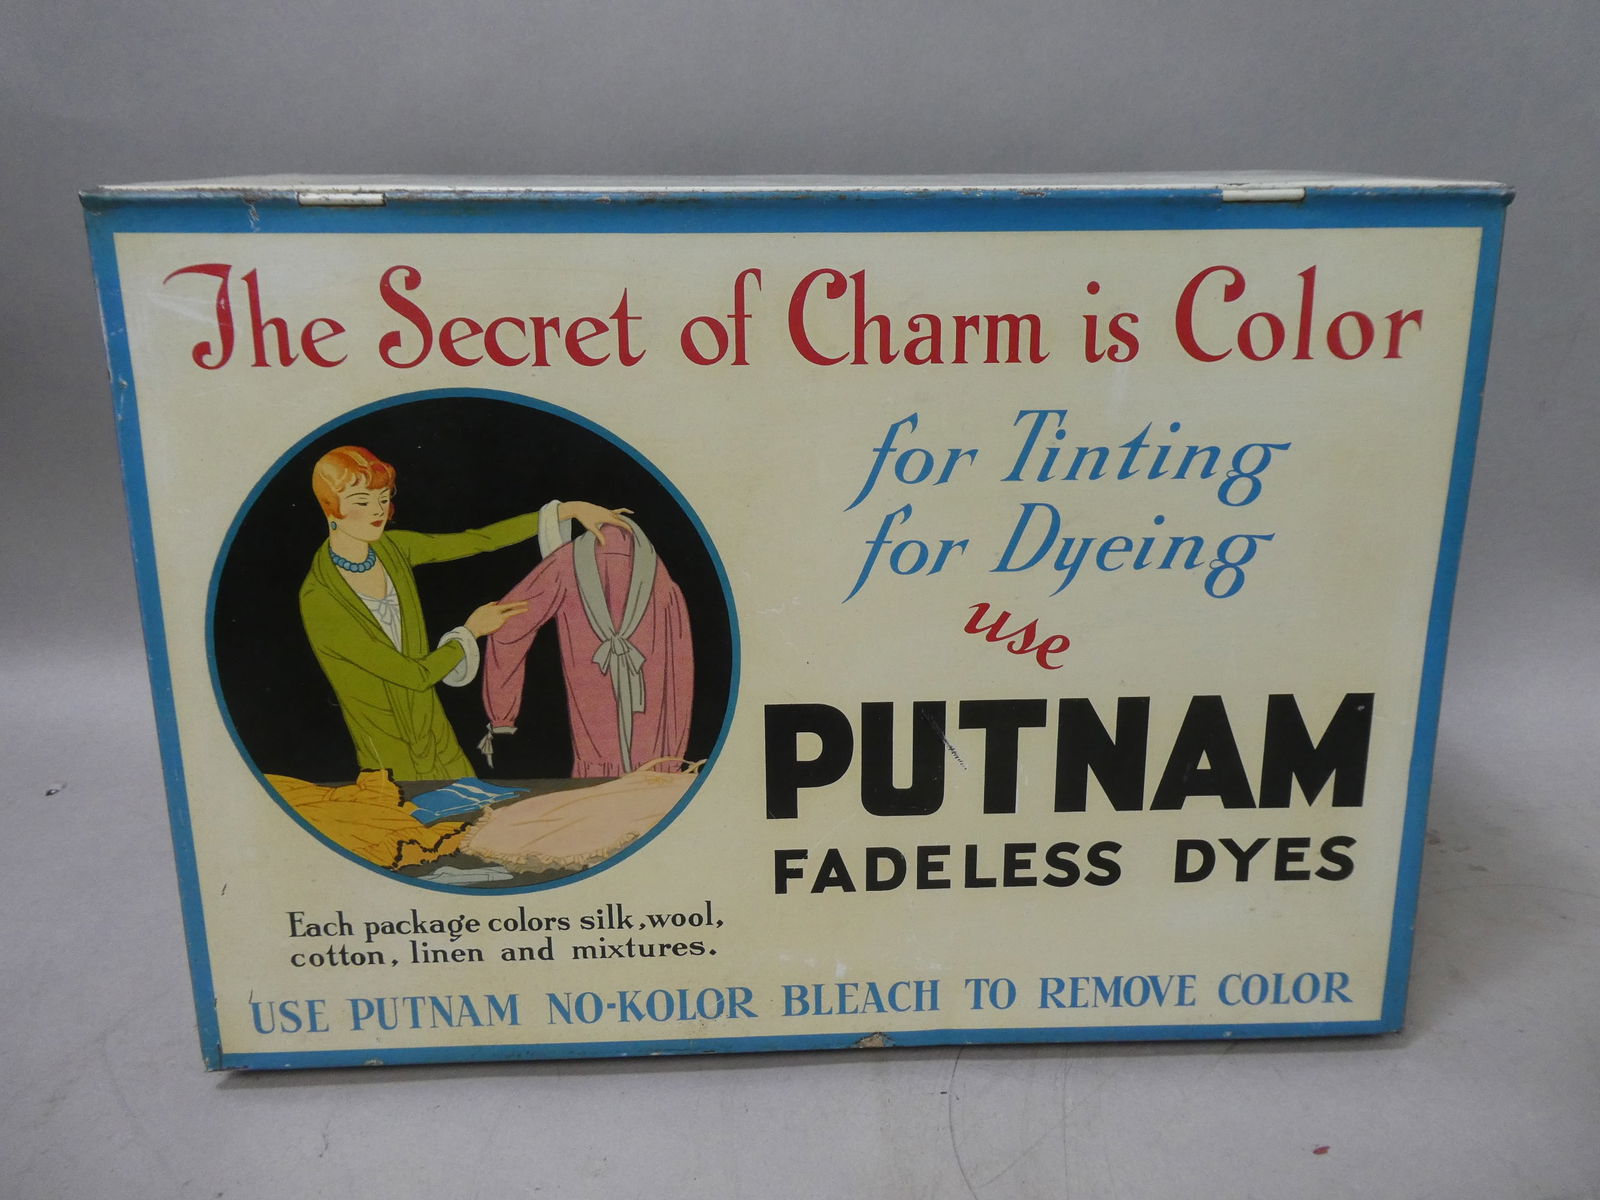 The Secret of Charm is Color
for Tinting
for Dyeing
use
PUTNAM
FADELESS DYES
Each package colors silk, wool,
cotton, linen and mixtures.
USE PUTNAM NO-KOLOR BLEACH TO REMOVE COLOR